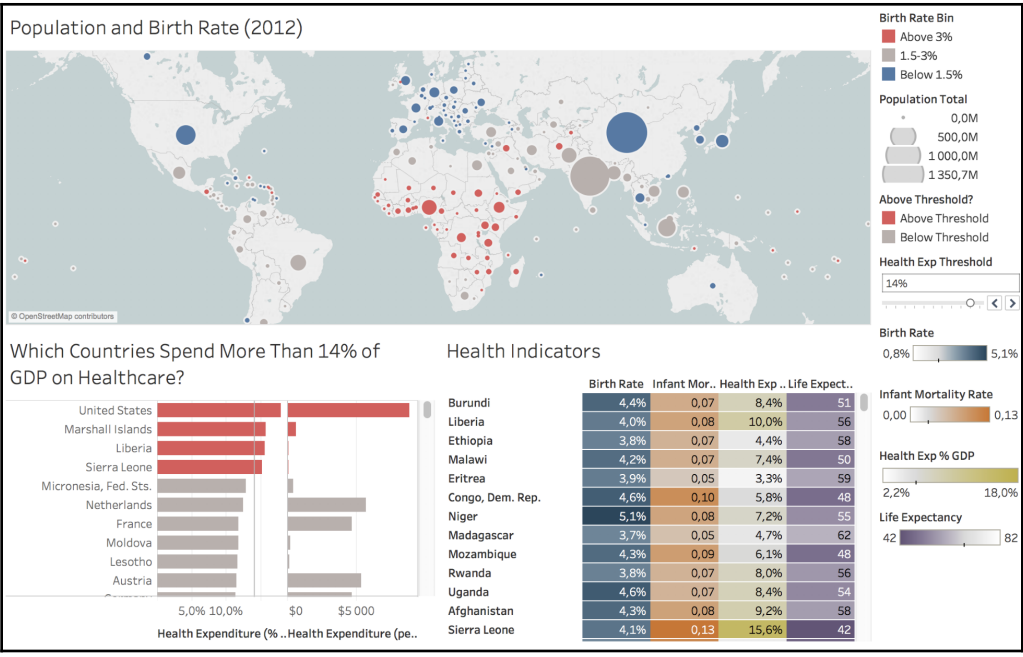 Population and Birth Rate (2012)
© OpenStreetMap contributors
Birth Rate Bin
Above 3%
1.5-3%
Below 1.5%
Population Total
0,0M
500,0M
1 000,0M
1 350,7M
Above Threshold?
Above Threshold
Below Threshold
Health Exp Threshold
14%
Birth Rate
0,8% 5,1%
Infant Mortality Rate
0,00 0,13
Health Exp % GDP
2,2% 18,0%
Life Expectancy
42 82
Which Countries Spend More Than 14% of
GDP on Healthcare?
United States
Marshall Islands
Liberia
Sierra Leone
Micronesia, Fed. Sts.
Netherlands
France
Moldova
Lesotho
Austria
5,0% 10,0% $0 $5 000
Health Expenditure (% .. Health Expenditure (pe..
Health Indicators
Birth Rate Infant Mor.. Health Exp .. Life Expect..
Burundi 4,4% 0,07 8,4% 51
Liberia 4,0% 0,08 10,0% 56
Ethiopia 3,8% 0,07 4,4% 58
Malawi 4,2% 0,07 7,4% 50
Eritrea 3,9% 0,05 3,3% 59
Congo, Dem. Rep. 4,6% 0,10 5,8% 48
Niger 5,1% 0,08 7,2% 55
Madagascar 3,7% 0,05 4,7% 62
Mozambique 4,3% 0,09 6,1% 48
Rwanda 3,8% 0,07 8,0% 56
Uganda 4,6% 0,07 8,4% 54
Afghanistan 4,3% 0,08 9,2% 58
Sierra Leone 4,1% 0,13 15,6% 42